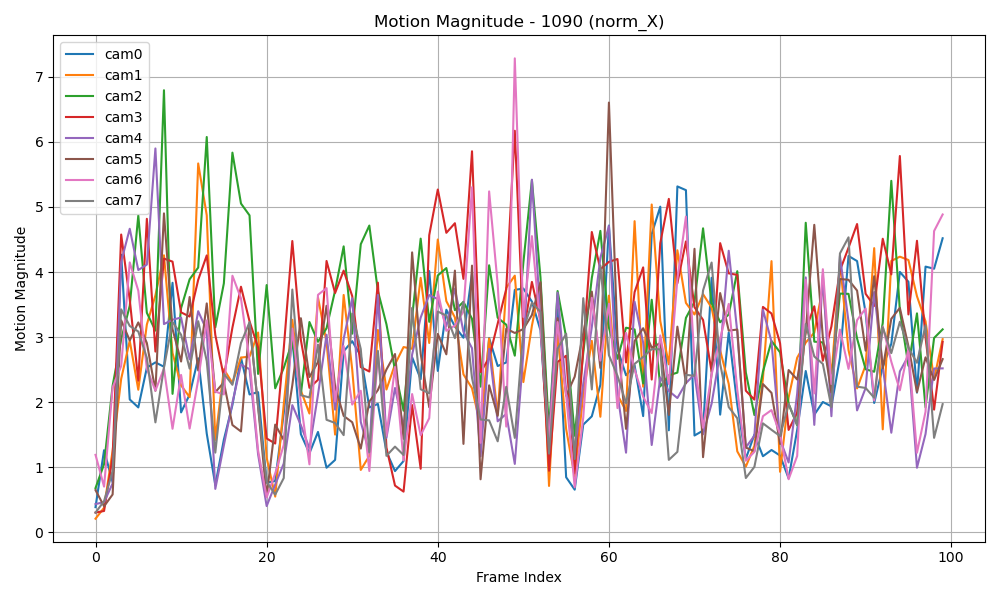 Motion Magnitude - 1090 (norm_X)
cam0
cam1
cam2
cam3
cam4
cam5
cam6
cam7
7
6
5
4
3
2
1
0
Motion Magnitude
0 20 40 60 80 100
Frame Index